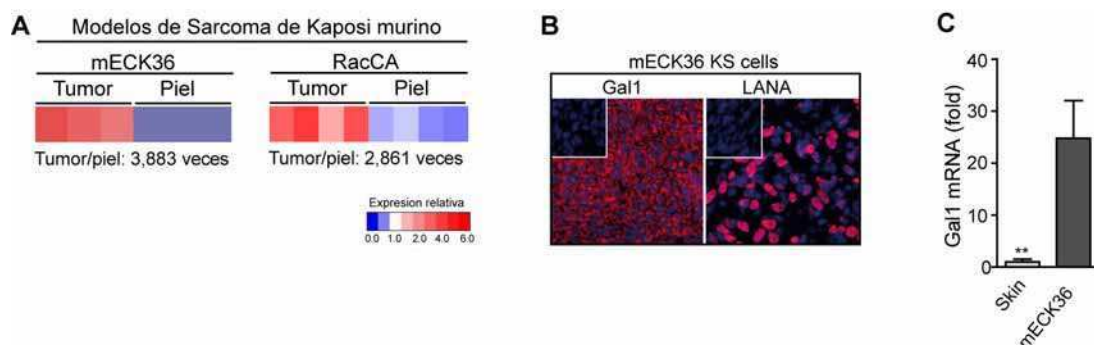 A
Modelos de Sarcoma de Kaposi murino
mECK36
RacCA
Tumor
Piel
Tumor
Piel
Tumor/piel: 3,883 veces
Tumor/piel: 2,861 veces
Expresion relativa
0.0 1.0 2.0 4.0 6.0
B
mECK36 KS cells
Gal1
LANA
C
Gal1 mRNA (fold)
40
30
20
10
0
**
Skin
mECK36